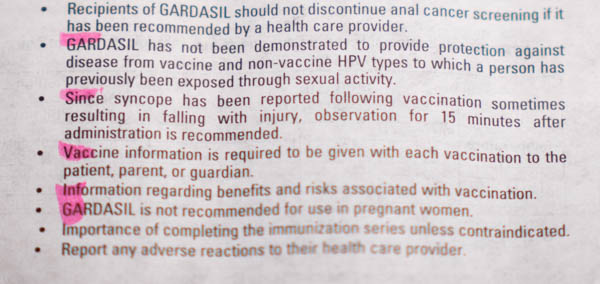 • Recipients of GARDASIL should not discontinue anal cancer screening if it
has been recommended by a health care provider.
• GARDASIL has not been demonstrated to provide protection against
disease from vaccine and non-vaccine HPV types to which a person has
previously been exposed through sexual activity.
• Since syncope has been reported following vaccination sometimes
resulting in falling with injury, observation for 15 minutes after
administration is recommended.
• Vaccine information is required to be given with each vaccination to the
patient, parent, or guardian.
• Information regarding benefits and risks associated with vaccination.
• GARDASIL is not recommended for use in pregnant women.
• Importance of completing the immunization series unless contraindicated.
• Report any adverse reactions to their health care provider.